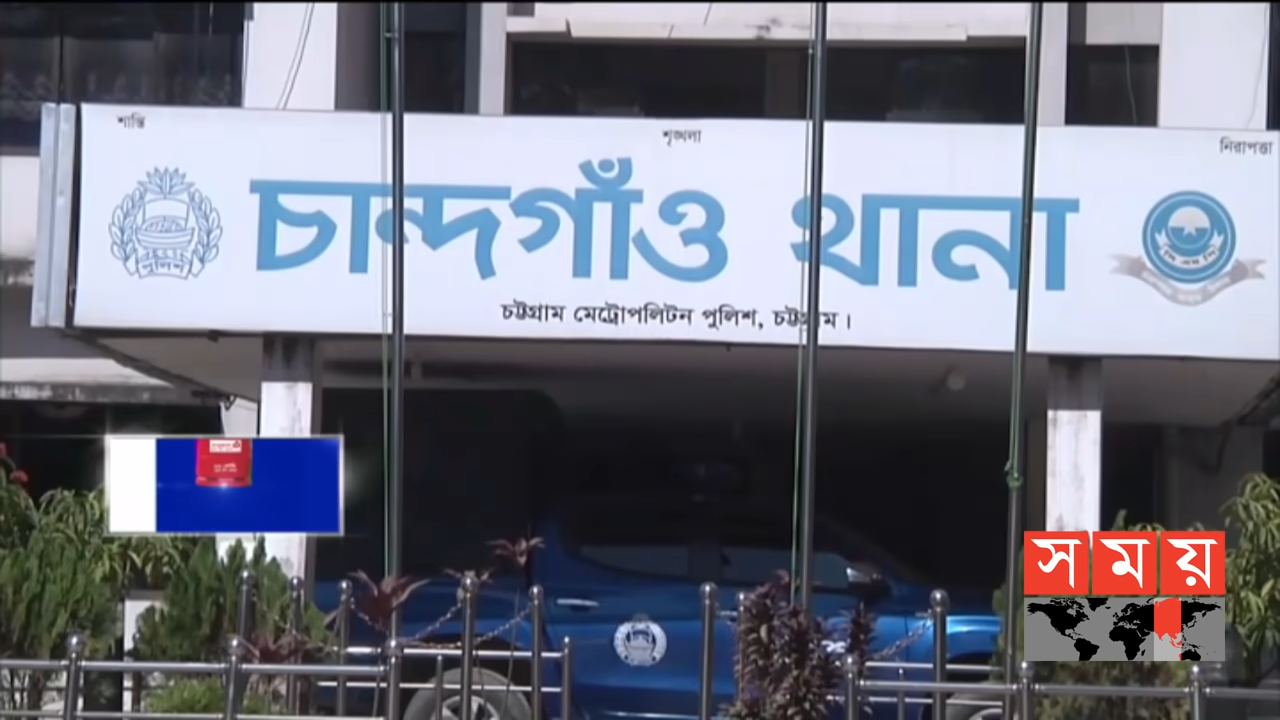 শান্তি শৃঙ্খলা নিরাপত্তা
চান্দগাঁও থানা
পুলিশ
চট্টগ্রাম মেট্রোপলিটন পুলিশ, চট্টগ্রাম।
সময়